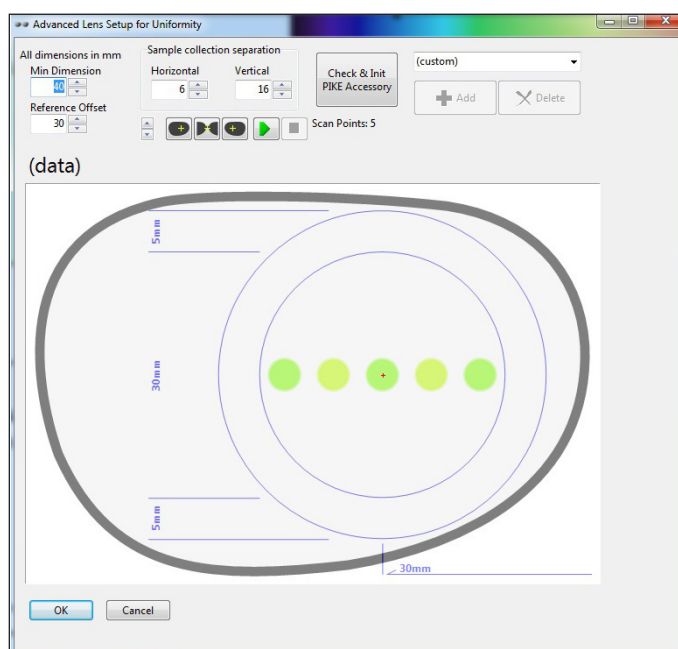 Advanced Lens Setup for Uniformity
All dimensions in mm
Min Dimension
40
Reference Offset
30
Sample collection separation
Horizontal
Vertical
6
16
Check & Init
PIKE Accessory
(custom)
Add
Delete
Scan Points: 5
(data)
5mm
30mm
5mm
30mm
OK
Cancel